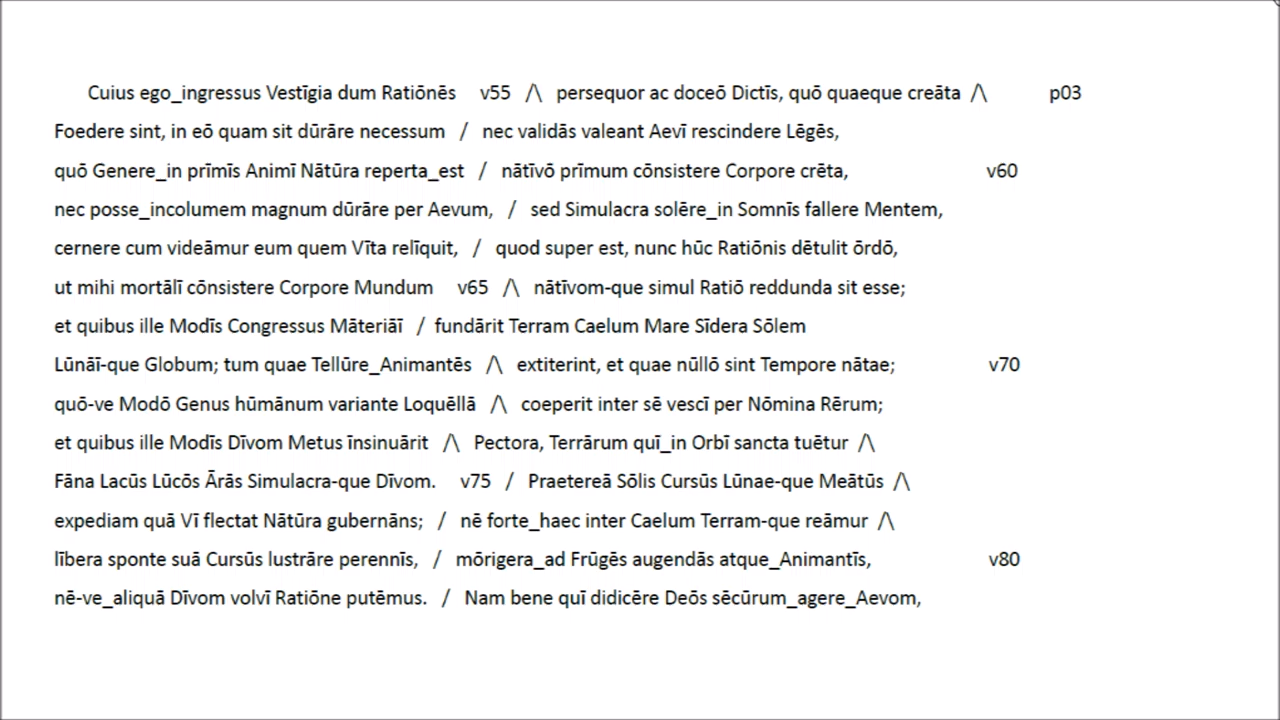 Cuius ego_ingressus Vestīgia dum Ratiōnēs v55 /\ persequor ac doceō Dictīs, quō quaeque creāta /\ p03
Foedere sint, in eō quam sit dūrāre necessum / nec validās valeant Aevī rescindere Lēgēs,
quō Genere_in prīmīs Animī Nātūra reperta_est / nātīvō prīmum cōnsistere Corpore crēta, v60
nec posse_incolumem magnum dūrāre per Aevum, / sed Simulacra solēre_in Somnīs fallere Mentem,
cernere cum videāmur eum quem Vīta relīquit, / quod super est, nunc hūc Ratiōnis dētulit ōrdō,
ut mihi mortālī cōnsistere Corpore Mundum v65 /\ nātīvom-que simul Ratiō reddunda sit esse;
et quibus ille Modīs Congressus Māteriāī / fundārit Terram Caelum Mare Sīdera Sōlem
Lūnāī-que Globum; tum quae Tellūre_Animantēs /\ extiterint, et quae nūllō sint Tempore nātae; v70
quō-ve Modō Genus hūmānum variante Loquēllā /\ coeperit inter sē vescī per Nōmina Rērum;
et quibus ille Modīs Dīvom Metus īnsinuārit /\ Pectora, Terrārum quī_in Orbī sancta tuētur /\
Fāna Lacūs Lūcōs Ārās Simulacra-que Dīvom. v75 / Praetereā Sōlis Cursūs Lūnae-que Meātūs /\
expediam quā Vī flectat Nātūra gubernāns; / nē forte_haec inter Caelum Terram-que reāmur /\
lībera sponte suā Cursūs lustrāre perennīs, / mōrigera_ad Frūgēs augendās atque_Animantīs, v80
nē-ve_aliquā Dīvom volvī Ratiōne putēmus. / Nam bene quī didicēre Deōs sēcūrum_agere_Aevom,